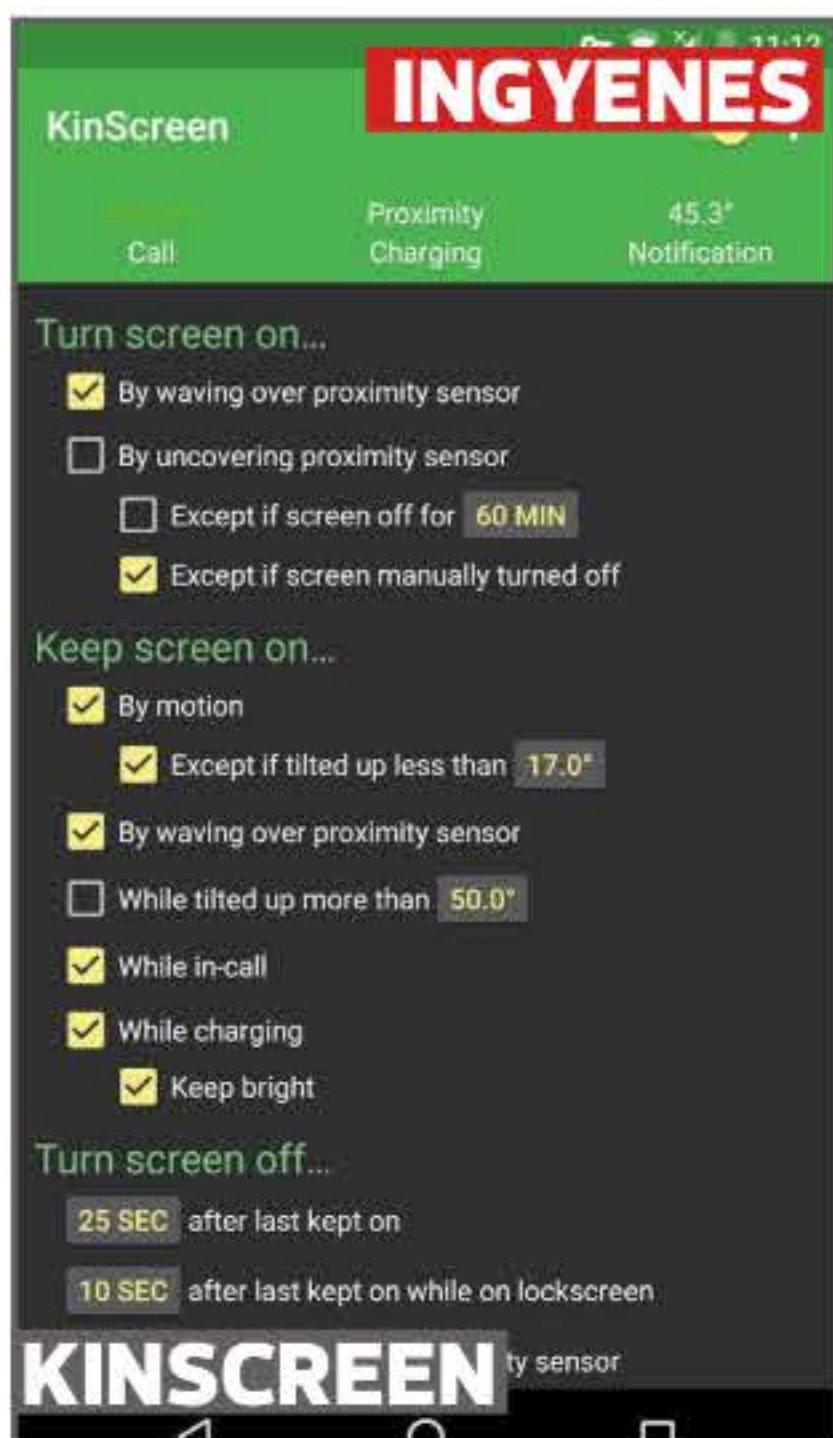 11:12
INGYENES
KinScreen
Proximity
45.3°
Call
Charging
Notification
Turn screen on...
By waving over proximity sensor
By uncovering proximity sensor
Except if screen off for 60 MIN
Except if screen manually turned off
Keep screen on...
By motion
Except if tilted up less than 17.0°
By waving over proximity sensor
While tilted up more than 50.0°
While in-call
While charging
Keep bright
Turn screen off...
25 SEC after last kept on
10 SEC after last kept on while on lockscreen
sensor
KINSCREEN